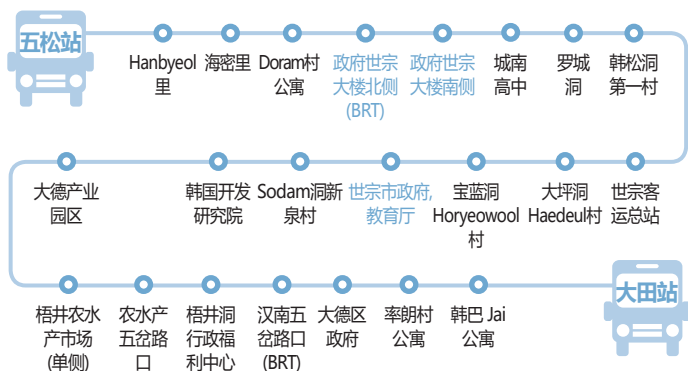 五松站
Hanbyeol
里
海密里
Doram村
公寓
政府世宗
大楼北侧
(BRT)
政府世宗
大楼南侧
城南
高中
罗城
洞
韩松洞
第一村
大德产业
园区
韩国开发
研究院
Sodam洞新
泉村
世宗市政府,
教育厅
宝蓝洞
Horyeowool
村
大坪洞
Haedeul村
世宗客
运总站
梧井农水
产市场
(单侧)
农水产
五岔路
口
梧井洞
行政福
利中心
汉南五
岔路口
(BRT)
大德区
政府
率朗村
公寓
韩巴 Jai
公寓
大田站